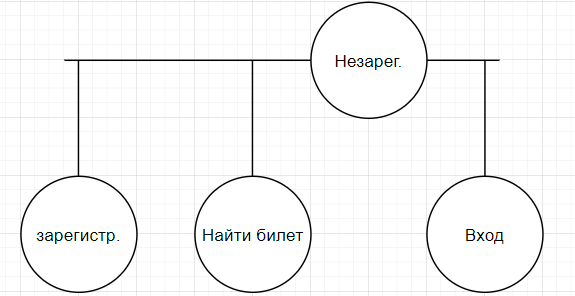 Незарег.
зарегистр.
Найти билет
Вход